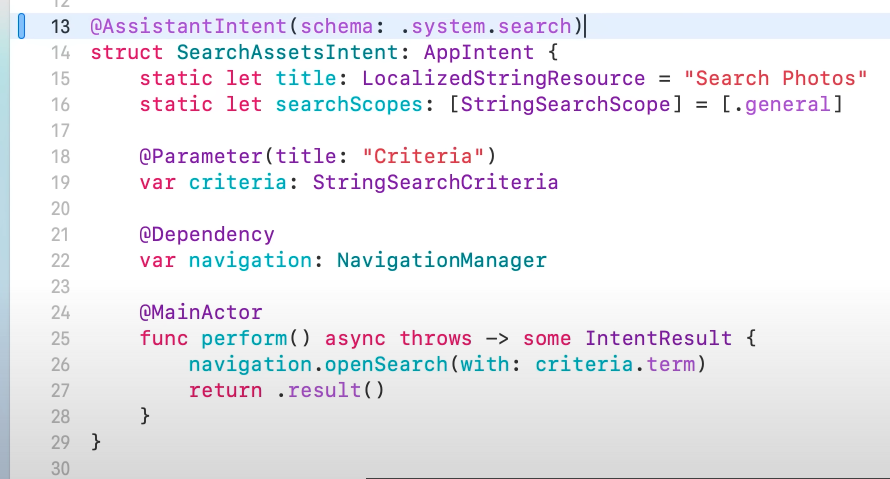 13 @AssistantIntent(schema: .system.search)
14 struct SearchAssetsIntent: AppIntent {
15     static let title: LocalizedStringResource = "Search Photos"
16     static let searchScopes: [StringSearchScope] = [.general]
17
18     @Parameter(title: "Criteria")
19     var criteria: StringSearchCriteria
20
21     @Dependency
22     var navigation: NavigationManager
23
24     @MainActor
25     func perform() async throws -> some IntentResult {
26         navigation.openSearch(with: criteria.term)
27         return .result()
28     }
29 }
30